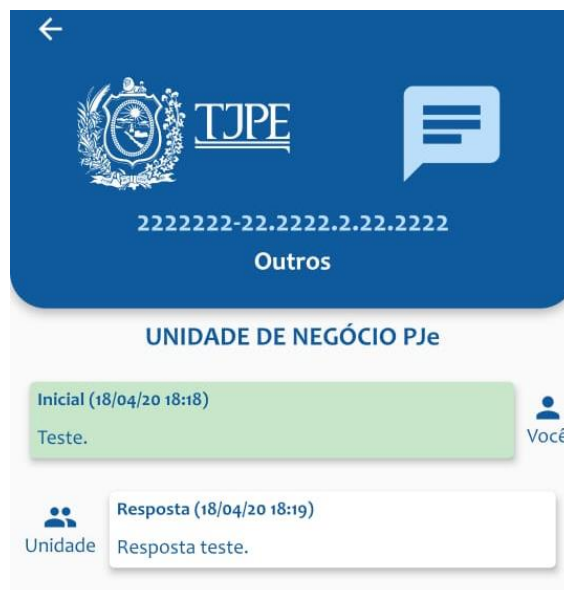 TJPE
2222222-22.2222.2.22.2222
Outros
UNIDADE DE NEGÓCIO PJe
Inicial (18/04/20 18:18)
Teste.
Você
Resposta (18/04/20 18:19)
Unidade
Resposta teste.